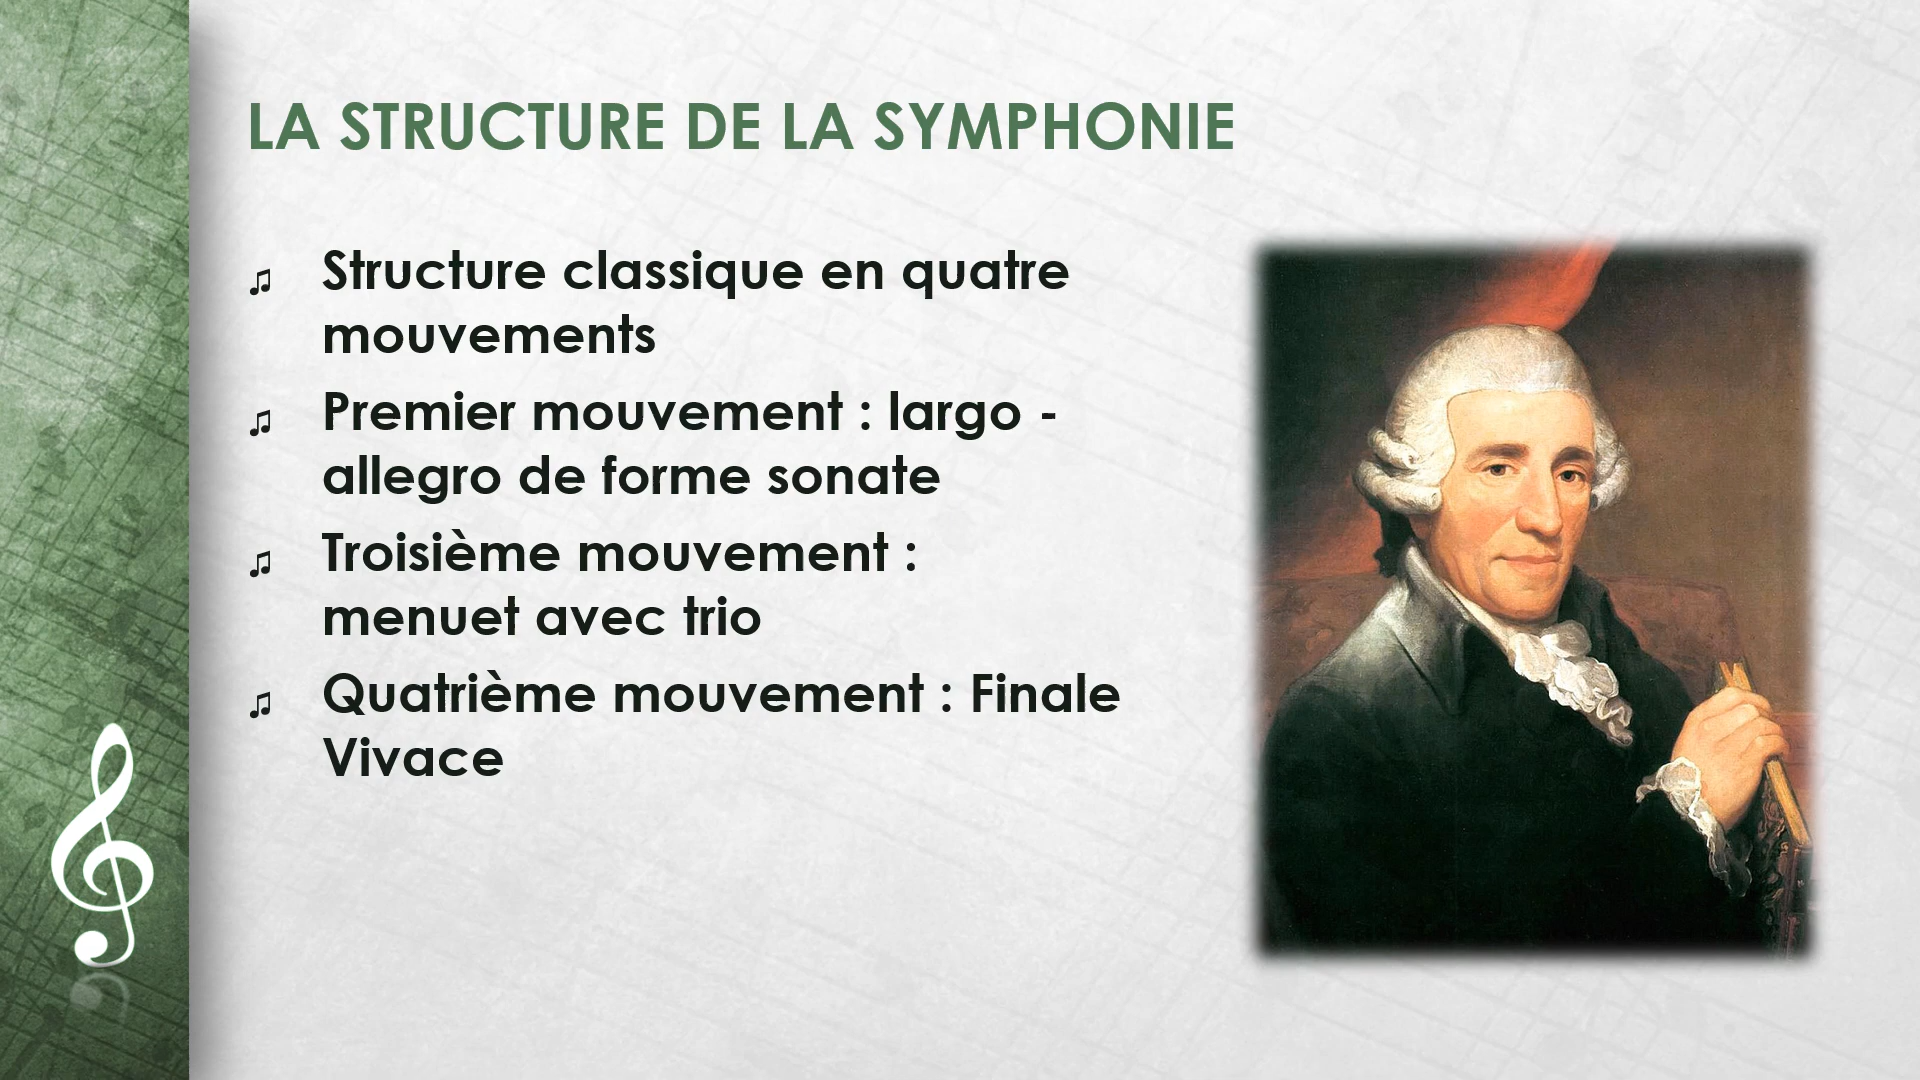 LA STRUCTURE DE LA SYMPHONIE
♫ Structure classique en quatre
mouvements
♫ Premier mouvement : largo -
allegro de forme sonate
♫ Troisième mouvement :
menuet avec trio
♫ Quatrième mouvement : Finale
Vivace